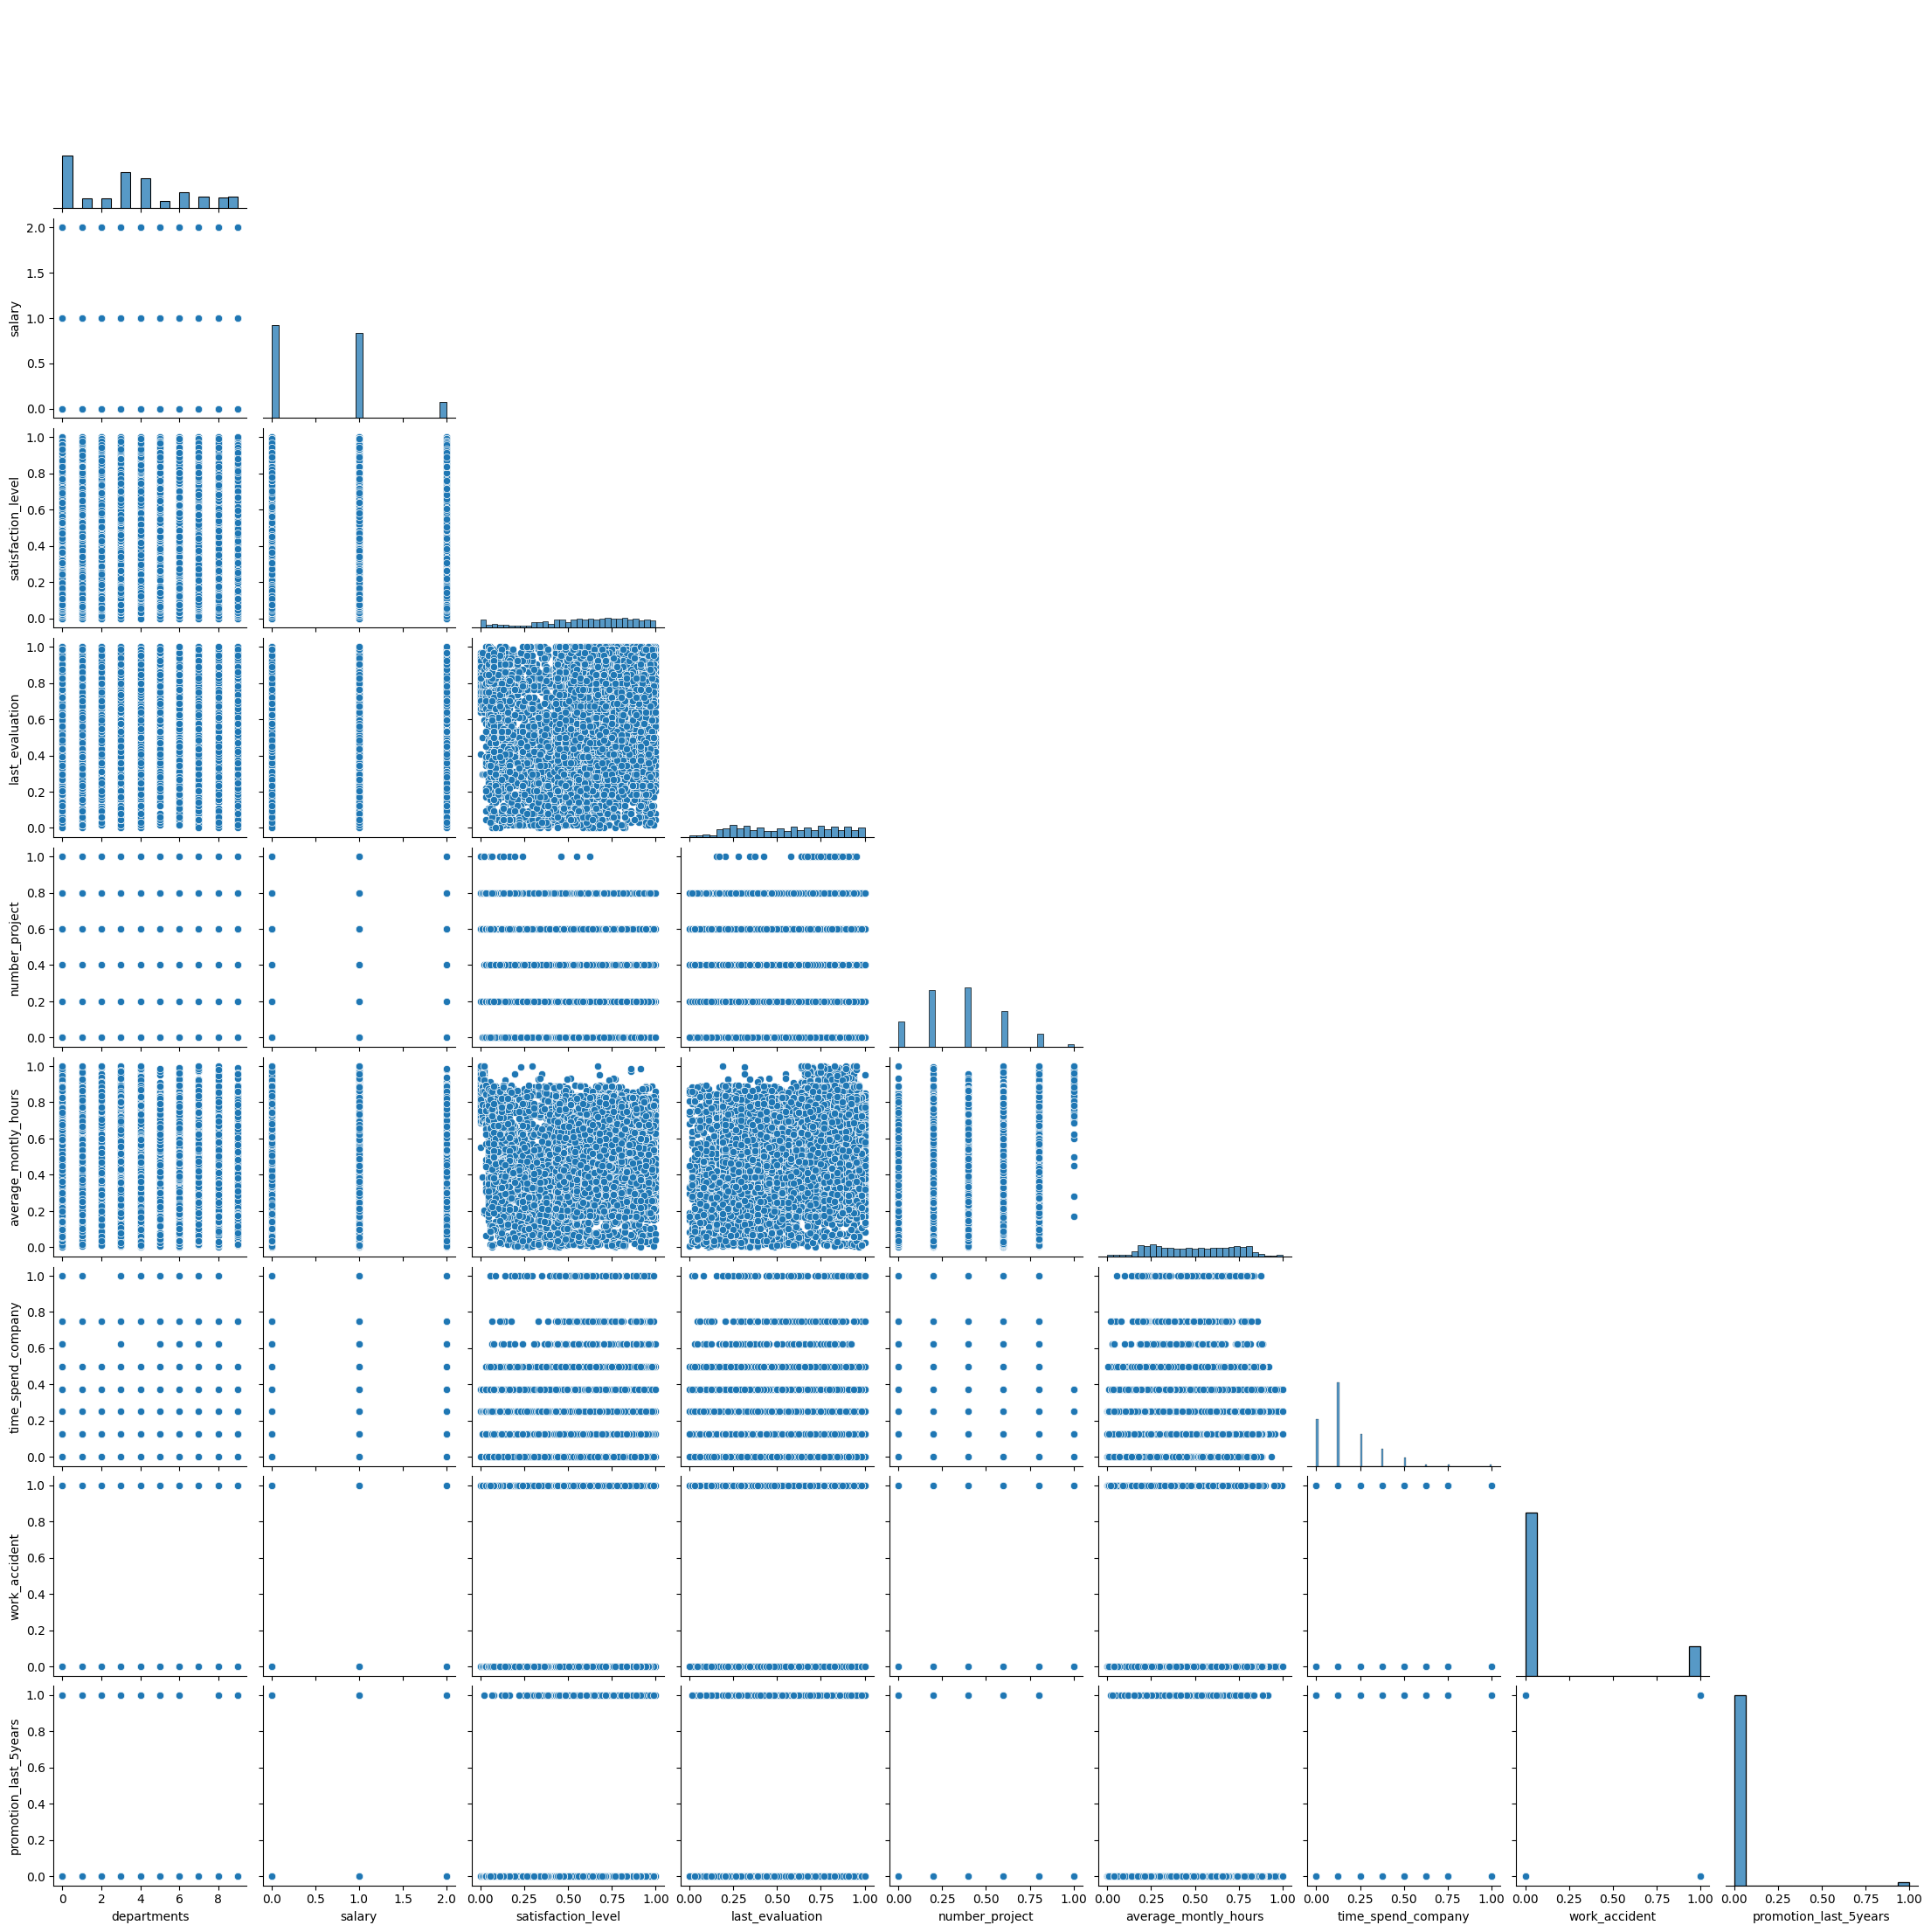 salary
2.0
1.5
1.0
0.5
0.0
satisfaction_level
1.0
0.8
0.6
0.4
0.2
0.0
last_evaluation
1.0
0.8
0.6
0.4
0.2
0.0
number_project
1.0
0.8
0.6
0.4
0.2
0.0
average_montly_hours
1.0
0.8
0.6
0.4
0.2
0.0
time_spend_company
1.0
0.8
0.6
0.4
0.2
0.0
work_accident
1.0
0.8
0.6
0.4
0.2
0.0
promotion_last_5years
1.0
0.8
0.6
0.4
0.2
0.0
0 2 4 6 8
departments
0.0 0.5 1.0 1.5 2.0
salary
0.00 0.25 0.50 0.75 1.00
satisfaction_level
0.00 0.25 0.50 0.75 1.00
last_evaluation
0.00 0.25 0.50 0.75 1.00
number_project
0.00 0.25 0.50 0.75 1.00
average_montly_hours
0.00 0.25 0.50 0.75 1.00
time_spend_company
0.00 0.25 0.50 0.75 1.00
work_accident
0.00 0.25 0.50 0.75 1.00
promotion_last_5years